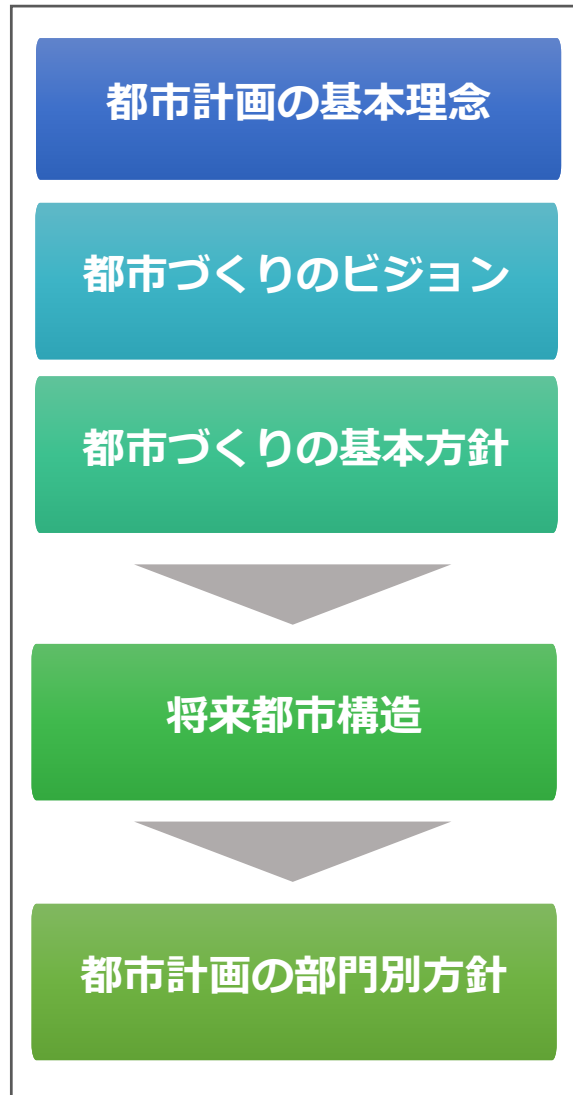 都市計画の基本理念
都市づくりのビジョン
都市づくりの基本方針
将来都市構造
都市計画の部門別方針